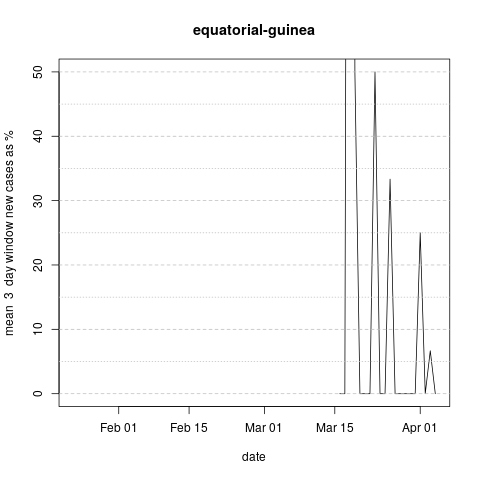 equatorial-guinea
mean  3  day window new cases as %
50
40
30
20
10
0
Feb 01
Feb 15
Mar 01
Mar 15
Apr 01
date